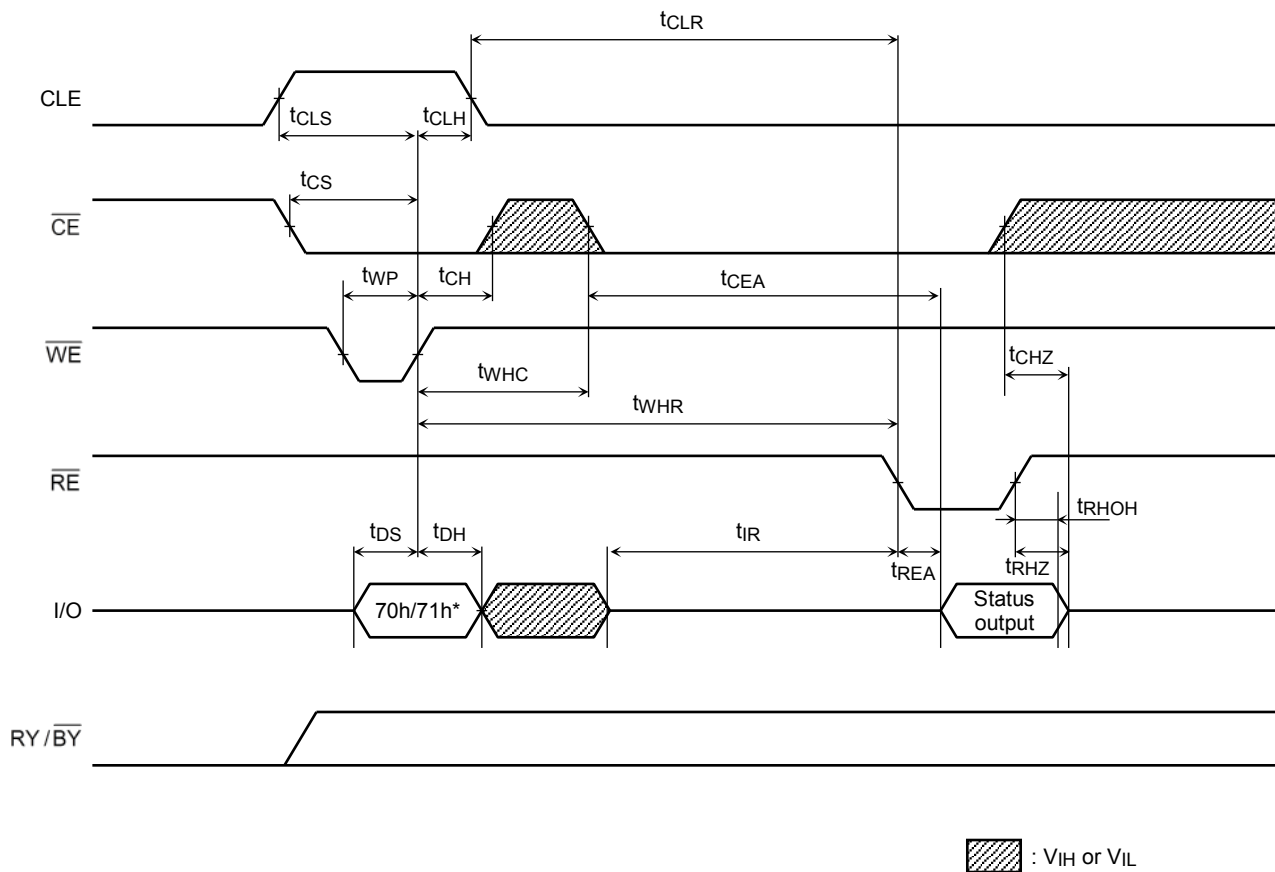 tCLR
CLE
tCLS
tCLH
tCS
CE
tWP
tCH
tCEA
WE
tCHZ
tWHC
tWHR
RE
tRHOH
tDS
tDH
tIR
tREA
tRHZ
I/O
70h/71h*
Status
output
RY/BY
: VIH or VIL